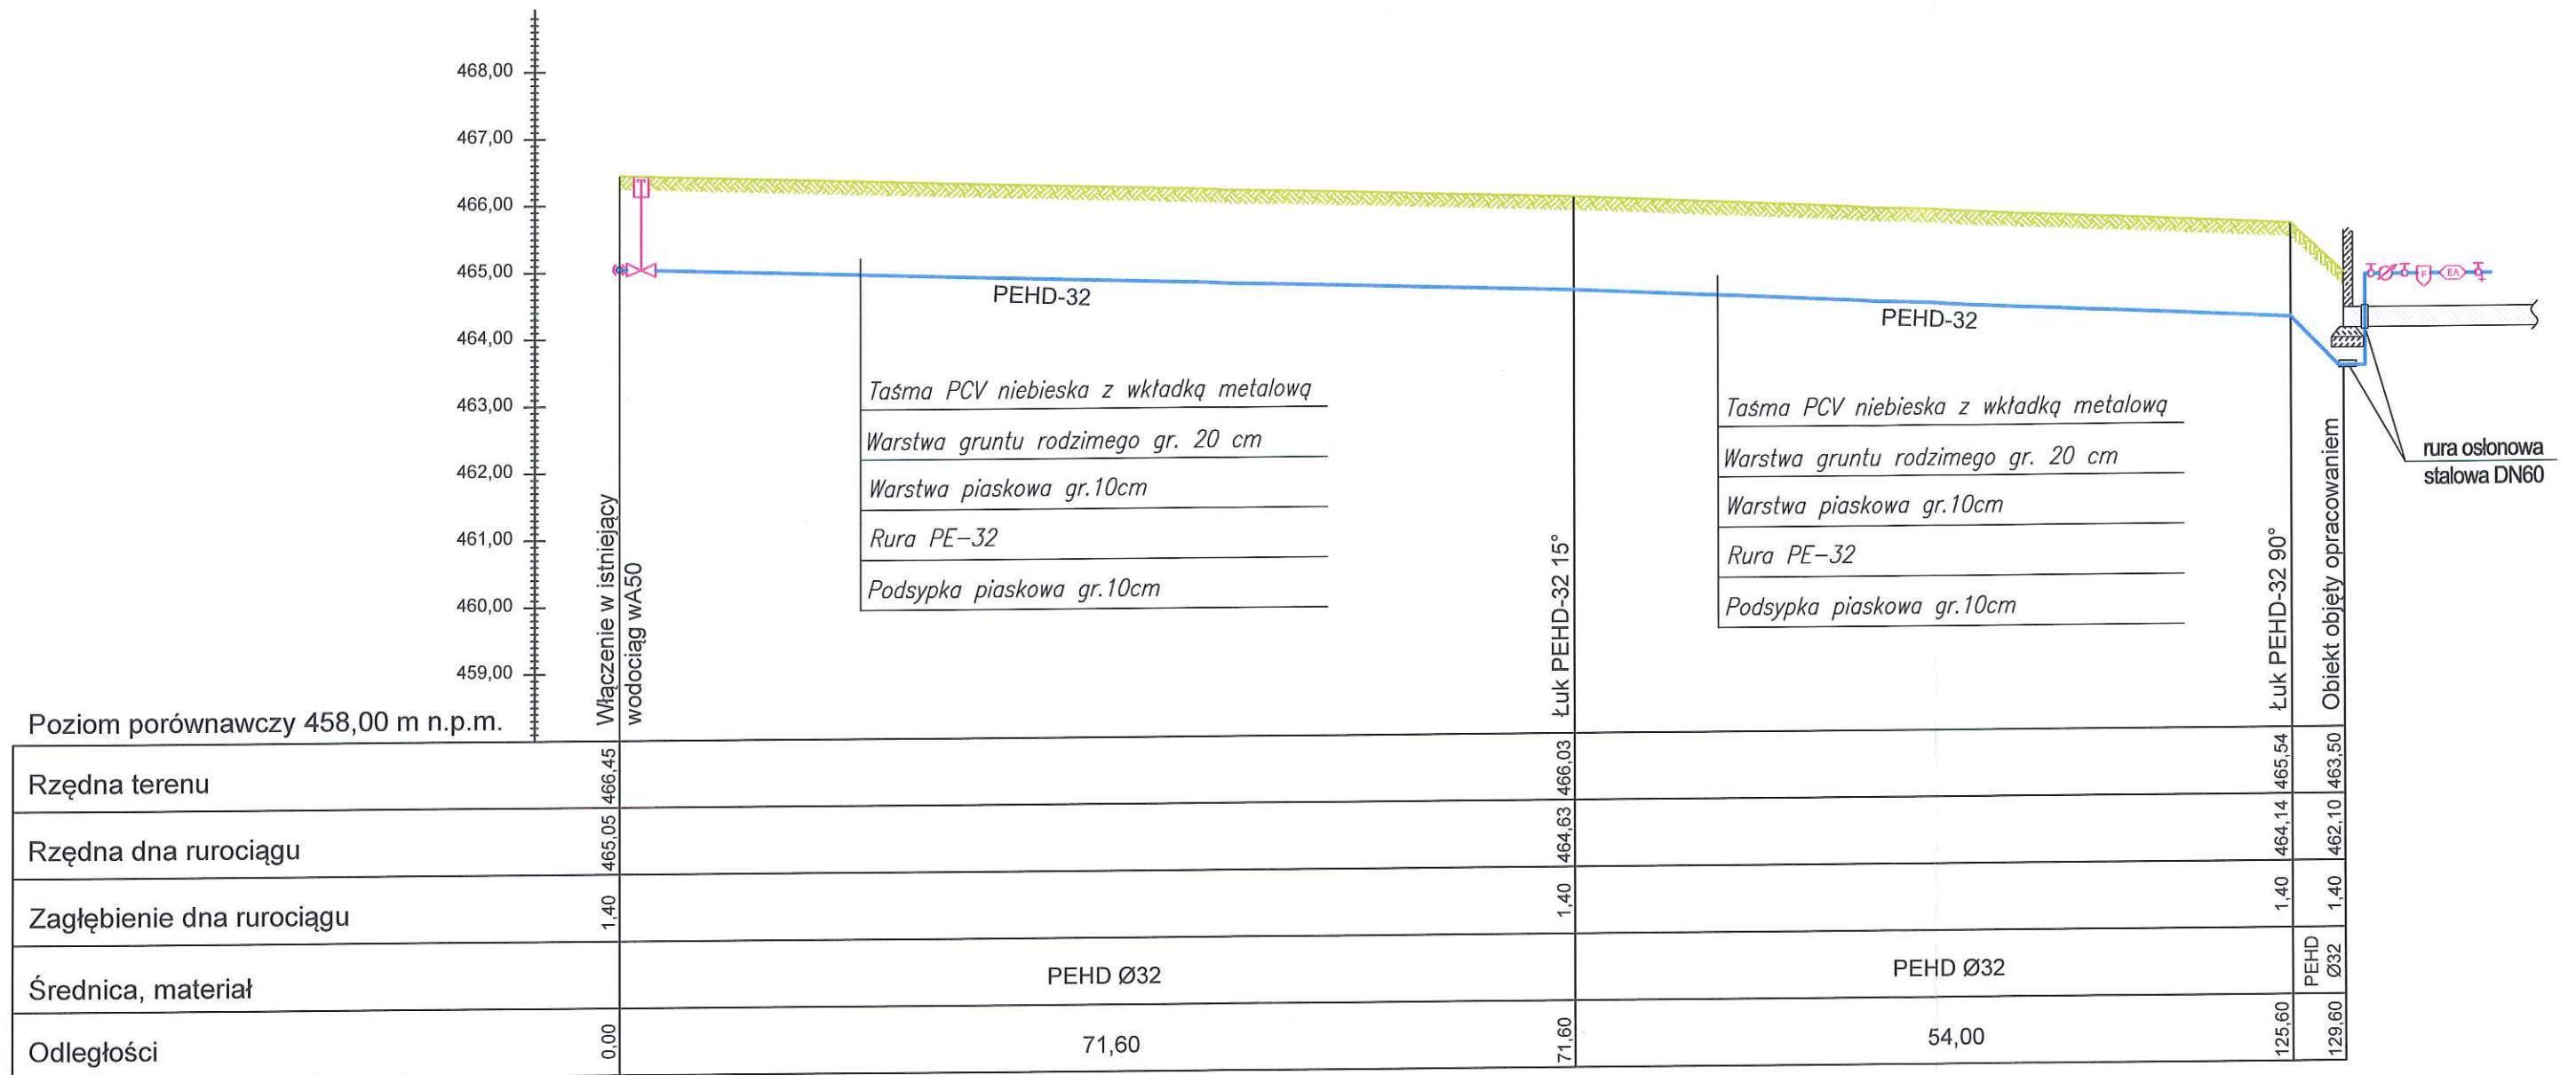 468,00
467,00
466,00
465,00
464,00
463,00
462,00
461,00
460,00
459,00
Poziom porównawczy 458,00 m n.p.m.
Włączenie w istniejący
wodociąg wA50
PEHD-32
Taśma PCV niebieska z wkładką metalową
Warstwa gruntu rodzimego gr. 20 cm
Warstwa piaskowa gr.10cm
Rura PE-32
Podsypka piaskowa gr.10cm
Łuk PEHD-32 15°
PEHD-32
Taśma PCV niebieska z wkładką metalową
Warstwa gruntu rodzimego gr. 20 cm
Warstwa piaskowa gr.10cm
Rura PE-32
Podsypka piaskowa gr.10cm
Łuk PEHD-32 90°
Obiekt objęty opracowaniem
F
EA
rura osłonowa
stalowa DN60
Rzędna terenu
466,45
466,03
465,54
463,50
Rzędna dna rurociągu
465,05
464,63
464,14
462,10
Zagłębienie dna rurociągu
1,40
1,40
1,40
1,40
Średnica, materiał
PEHD Ø32
PEHD Ø32
PEHD
Ø32
Odległości
0,00
71,60
71,60
54,00
125,60
129,60